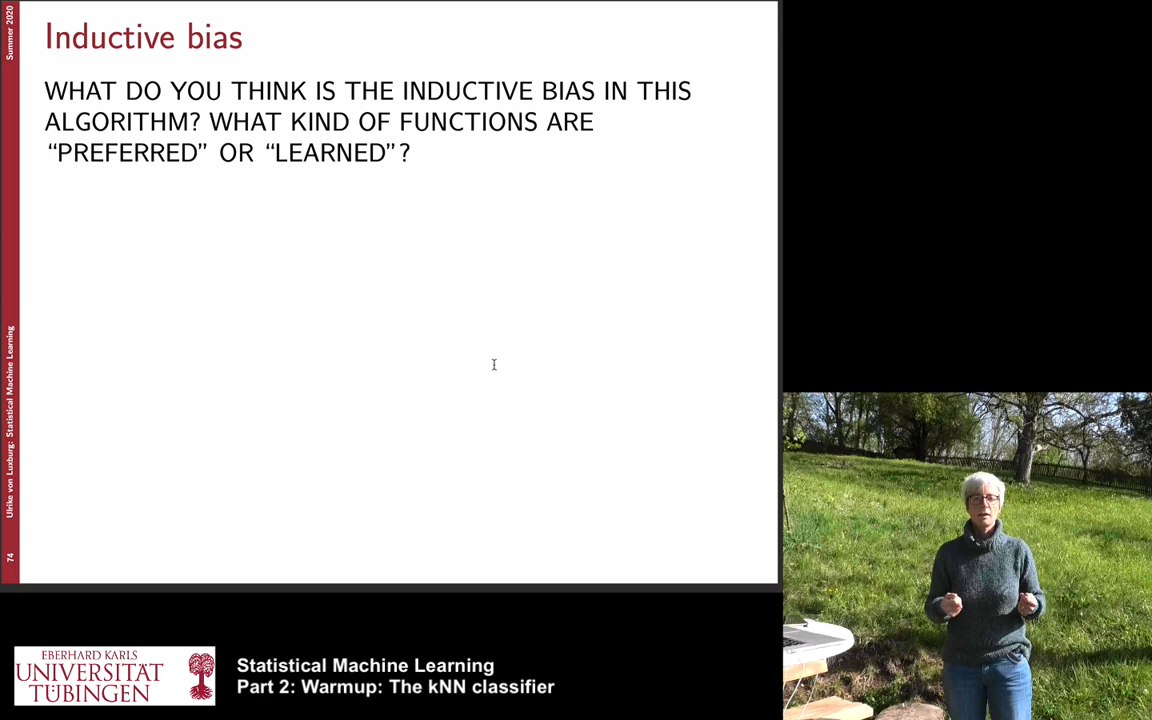 Summer 2020
Inductive bias
WHAT DO YOU THINK IS THE INDUCTIVE BIAS IN THIS
ALGORITHM? WHAT KIND OF FUNCTIONS ARE
“PREFERRED” OR “LEARNED”?
Ulrike von Luxburg: Statistical Machine Learning
74
EBERHARD KARLS
UNIVERSITÄT
TÜBINGEN
Statistical Machine Learning
Part 2: Warmup: The kNN classifier